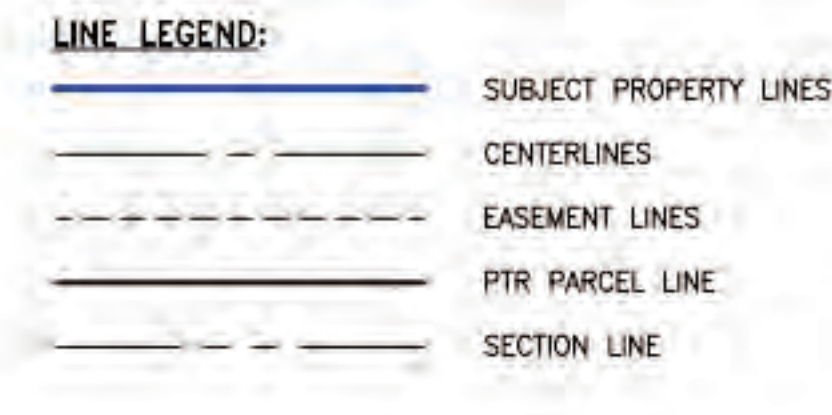 LINE LEGEND:
SUBJECT PROPERTY LINES
CENTERLINES
EASEMENT LINES
PTR PARCEL LINE
SECTION LINE